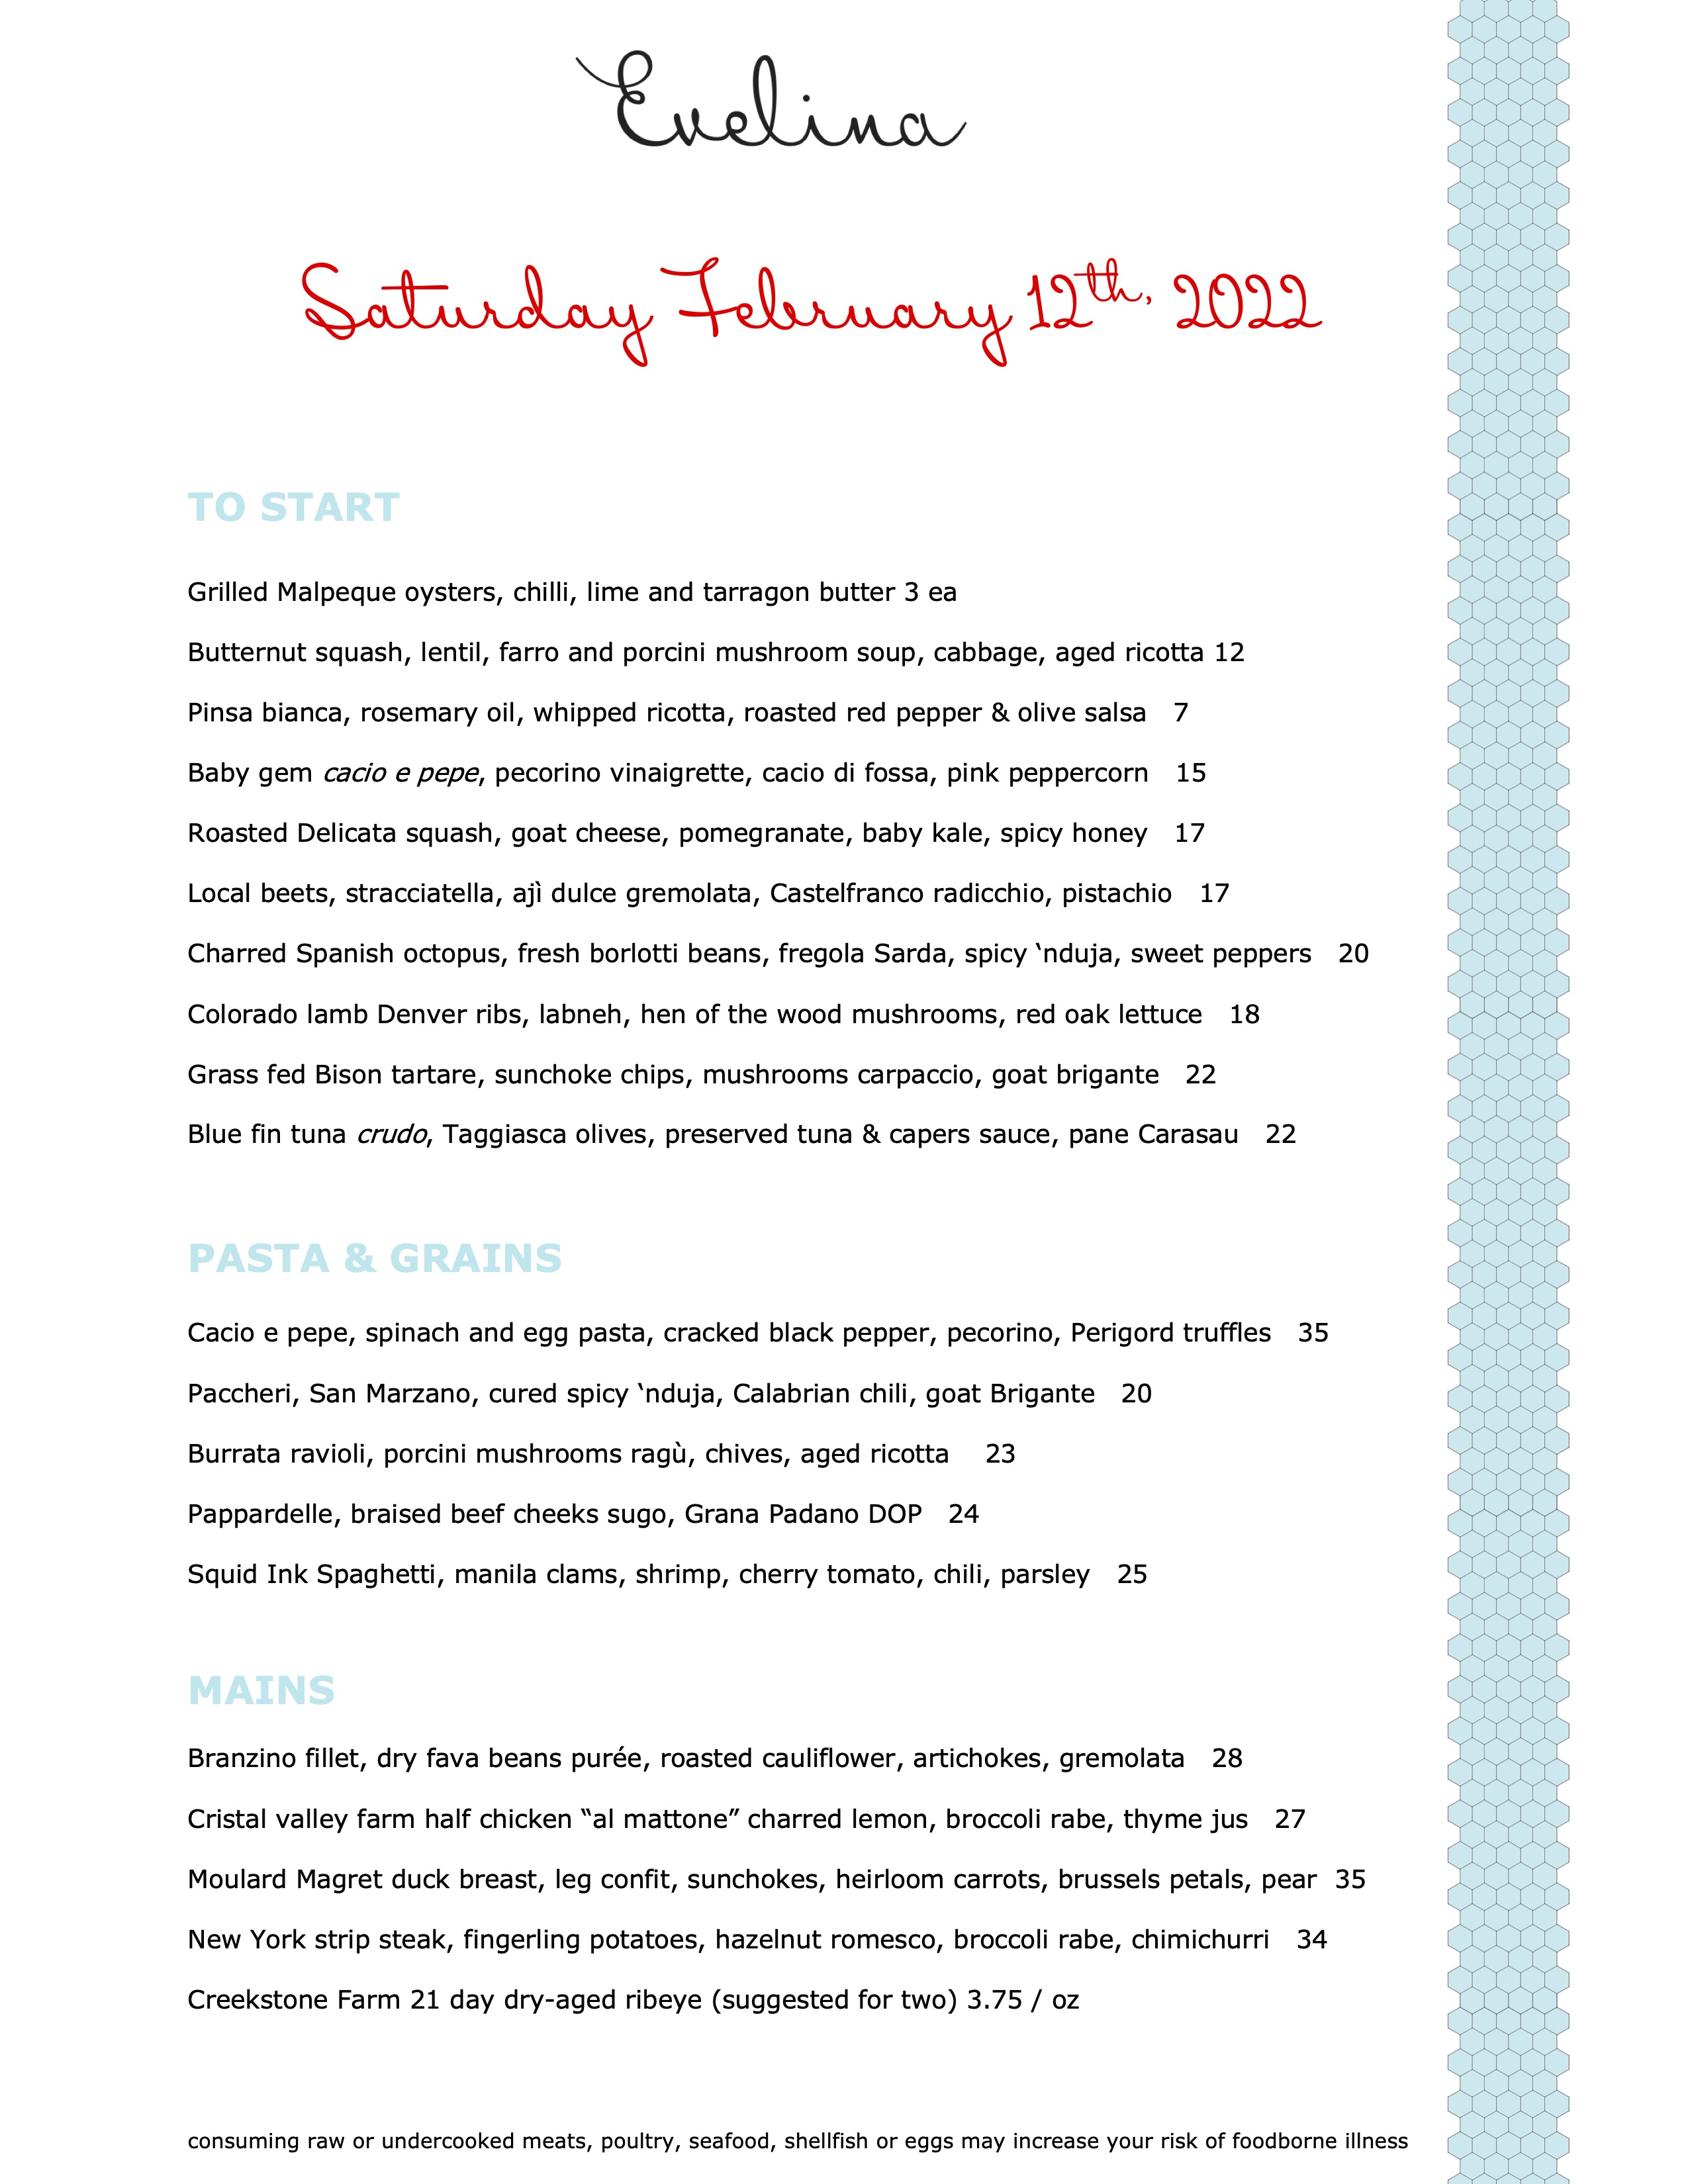 Evelina
Saturday February 12th, 2022
TO START
Grilled Malpeque oysters, chilli, lime and tarragon butter 3 ea
Butternut squash, lentil, farro and porcini mushroom soup, cabbage, aged ricotta 12
Pinsa bianca, rosemary oil, whipped ricotta, roasted red pepper & olive salsa 7
Baby gem cacio e pepe, pecorino vinaigrette, cacio di fossa, pink peppercorn 15
Roasted Delicata squash, goat cheese, pomegranate, baby kale, spicy honey 17
Local beets, stracciatella, ajì dulce gremolata, Castelfranco radicchio, pistachio 17
Charred Spanish octopus, fresh borlotti beans, fregola Sarda, spicy ‘nduja, sweet peppers 20
Colorado lamb Denver ribs, labneh, hen of the wood mushrooms, red oak lettuce 18
Grass fed Bison tartare, sunchoke chips, mushrooms carpaccio, goat brigante 22
Blue fin tuna crudo, Taggiasca olives, preserved tuna & capers sauce, pane Carasau 22
PASTA & GRAINS
Cacio e pepe, spinach and egg pasta, cracked black pepper, pecorino, Perigord truffles 35
Paccheri, San Marzano, cured spicy ‘nduja, Calabrian chili, goat Brigante 20
Burrata ravioli, porcini mushrooms ragù, chives, aged ricotta 23
Pappardelle, braised beef cheeks sugo, Grana Padano DOP 24
Squid Ink Spaghetti, manila clams, shrimp, cherry tomato, chili, parsley 25
MAINS
Branzino fillet, dry fava beans purée, roasted cauliflower, artichokes, gremolata 28
Cristal valley farm half chicken “al mattone” charred lemon, broccoli rabe, thyme jus 27
Moulard Magret duck breast, leg confit, sunchokes, heirloom carrots, brussels petals, pear 35
New York strip steak, fingerling potatoes, hazelnut romesco, broccoli rabe, chimichurri 34
Creekstone Farm 21 day dry-aged ribeye (suggested for two) 3.75 / oz
consuming raw or undercooked meats, poultry, seafood, shellfish or eggs may increase your risk of foodborne illness